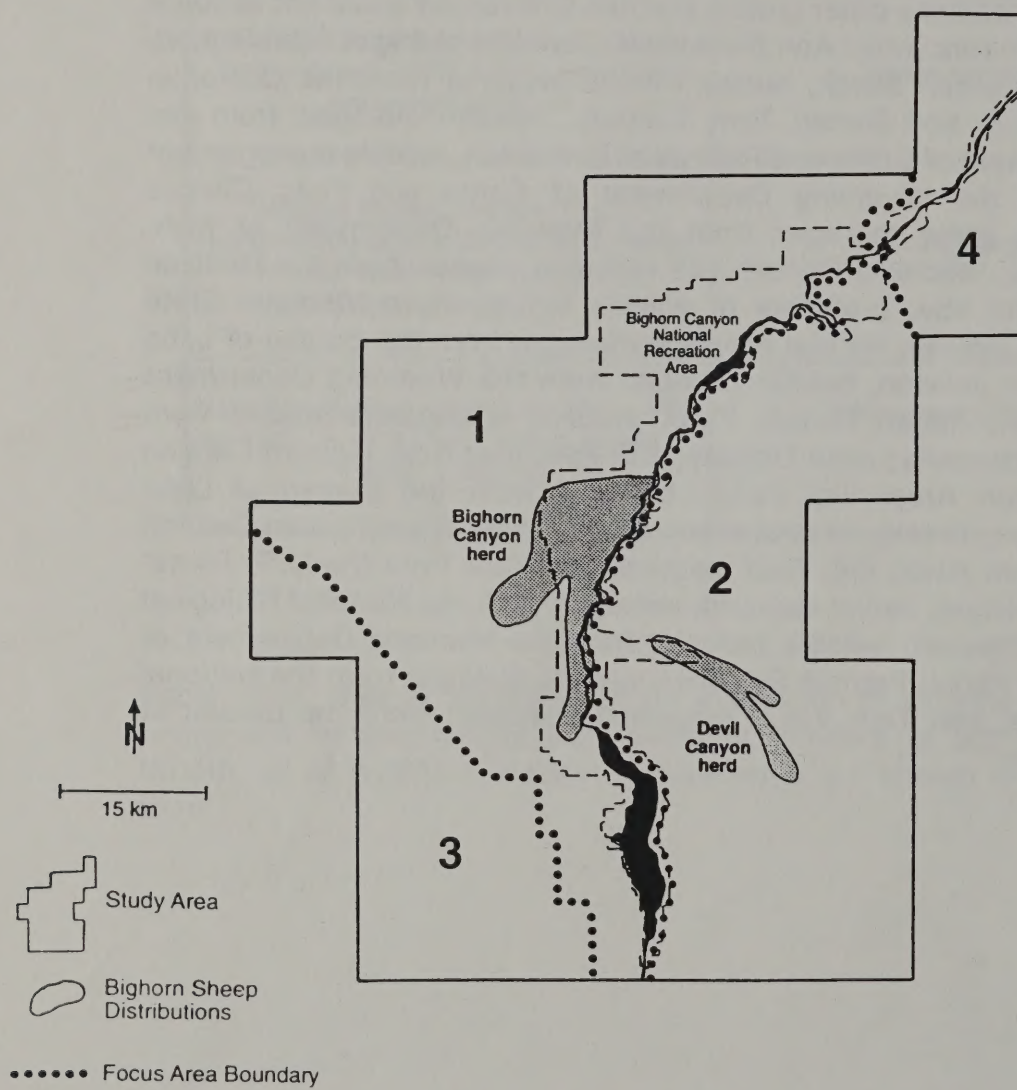 4
Bighorn Canyon
National
Recreation
Area
1
Bighorn
Canyon
herd
2
Devil
Canyon
herd
N
15 km
3
Study Area
Bighorn Sheep
Distributions
Focus Area Boundary